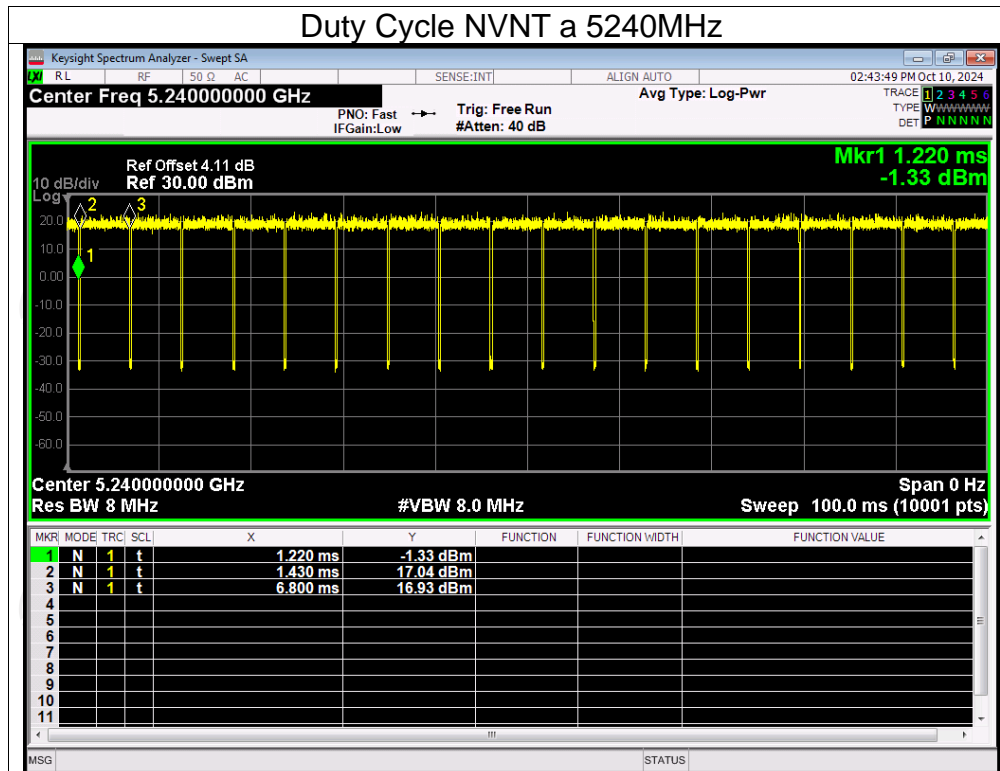 Duty Cycle NVNT a 5240MHz
Keysight Spectrum Analyzer - Swept SA
LXI RL RF 50 Ω AC SENSE:INT ALIGN AUTO 02:43:49 PM Oct 10, 2024
Center Freq 5.240000000 GHz Avg Type: Log-Pwr TRACE 1 2 3 4 5 6
PNO: Fast Trig: Free Run TYPE WWWWWW
IFGain:Low #Atten: 40 dB DET P N N N N N
Mkr1 1.220 ms
Ref Offset 4.11 dB
10 dB/div Ref 30.00 dBm -1.33 dBm
Log
2 3
20.0
10.0
1
0.00
-10.0
-20.0
-30.0
-40.0
-50.0
-60.0
Center 5.240000000 GHz Span 0 Hz
Res BW 8 MHz #VBW 8.0 MHz Sweep 100.0 ms (10001 pts)
MKR MODE TRC SCL X Y FUNCTION FUNCTION WIDTH FUNCTION VALUE
1 N 1 t 1.220 ms -1.33 dBm
2 N 1 t 1.430 ms 17.04 dBm
3 N 1 t 6.800 ms 16.93 dBm
4
5
6
7
8
9
10
11
MSG STATUS